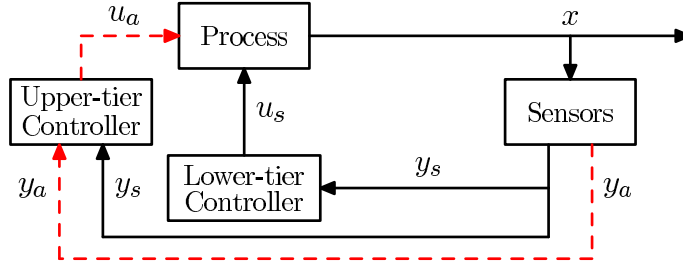 u_a
Process
x
Upper-tier
Controller
u_s
Sensors
y_a
y_s
Lower-tier
Controller
y_s
y_a